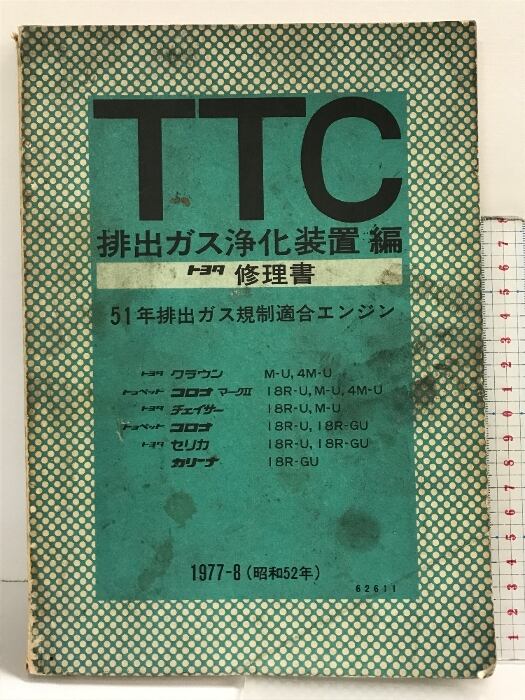 TTC
排出ガス浄化装置 編
トヨタ 修理書
51年排出ガス規制適合エンジン
トヨタ クラウン M-U, 4M-U
トヨペット コロナ マークII 18R-U, M-U, 4M-U
トヨタ チェイサー 18R-U, M-U
トヨペット コロナ 18R-U, 18R-GU
トヨタ セリカ 18R-U, 18R-GU
カリーナ 18R-GU
1977-8 (昭和52年)
62611